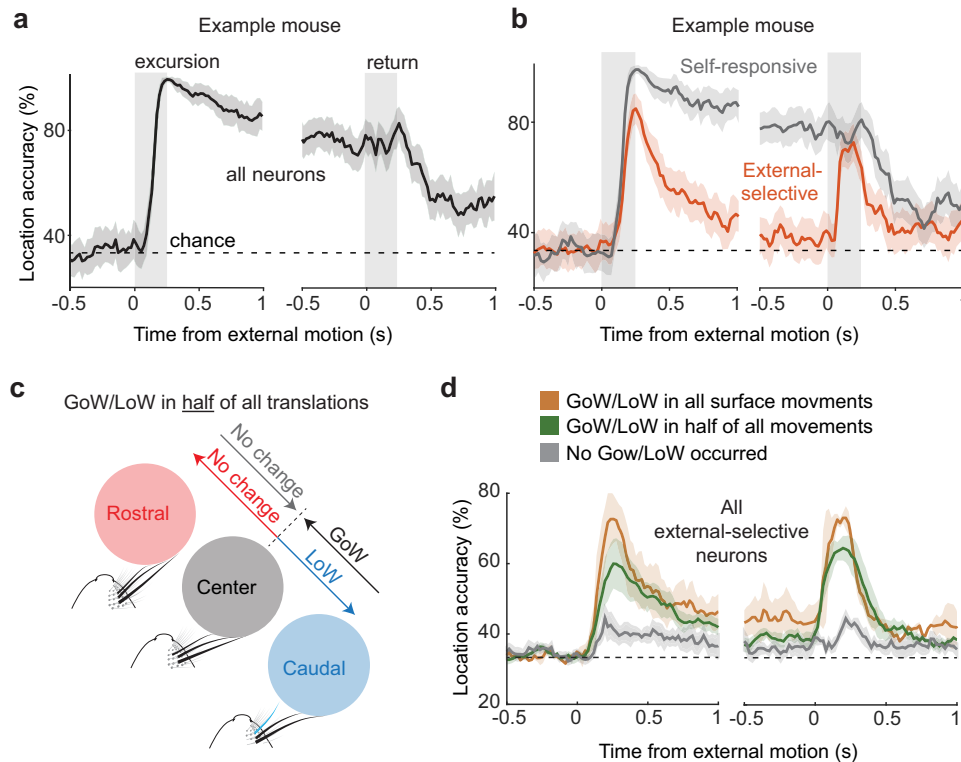 a
Example mouse
excursion
return
Location accuracy (%)
80
40
all neurons
chance
-0.5
0
0.5
1
-0.5
0
0.5
1
Time from external motion (s)
b
Example mouse
Self-responsive
External-
selective
80
40
-0.5
0
0.5
1
-0.5
0
0.5
1
Time from external motion (s)
c
GoW/LoW in half of all translations
No change
No change
GoW
LoW
Rostral
Center
Caudal
d
GoW/LoW in all surface movments
GoW/LoW in half of all movements
No Gow/LoW occurred
Location accuracy (%)
80
60
40
20
All
external-selective
neurons
-0.5
0
0.5
1
-0.5
0
0.5
1
Time from external motion (s)